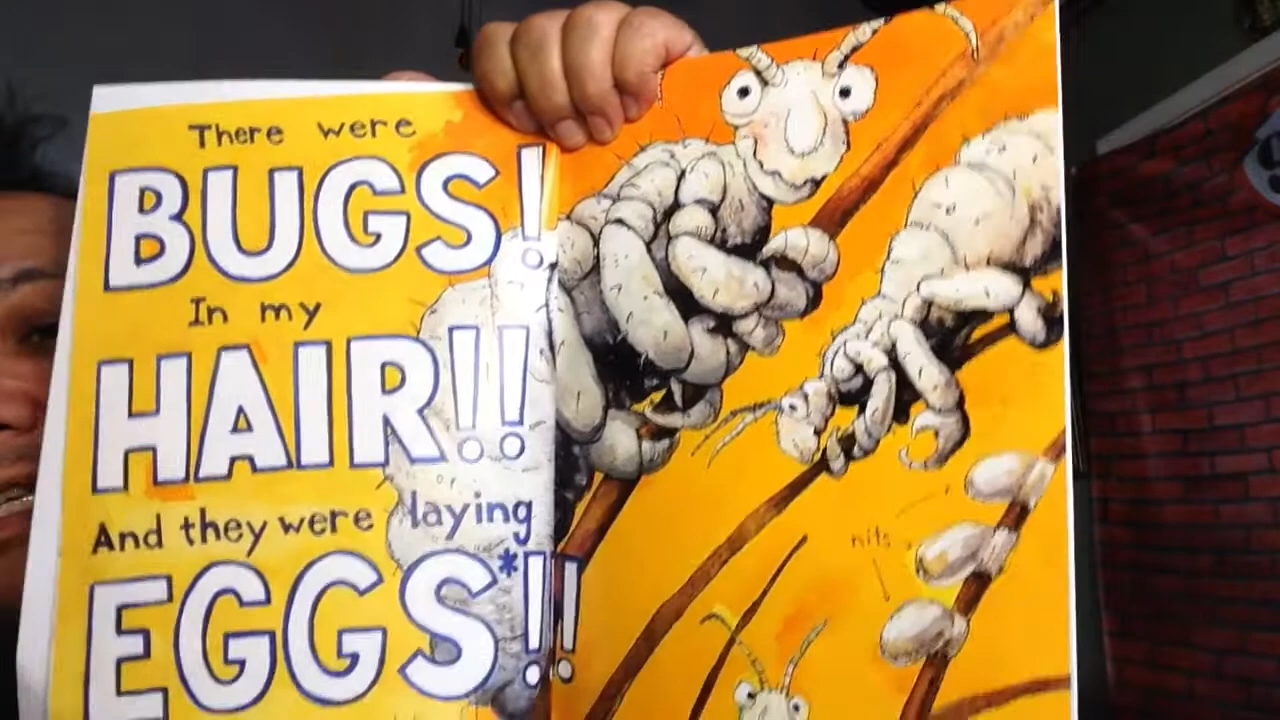 There were
BUGS!
In my
HAIR!!
And they were laying
EGGS*!!
nits